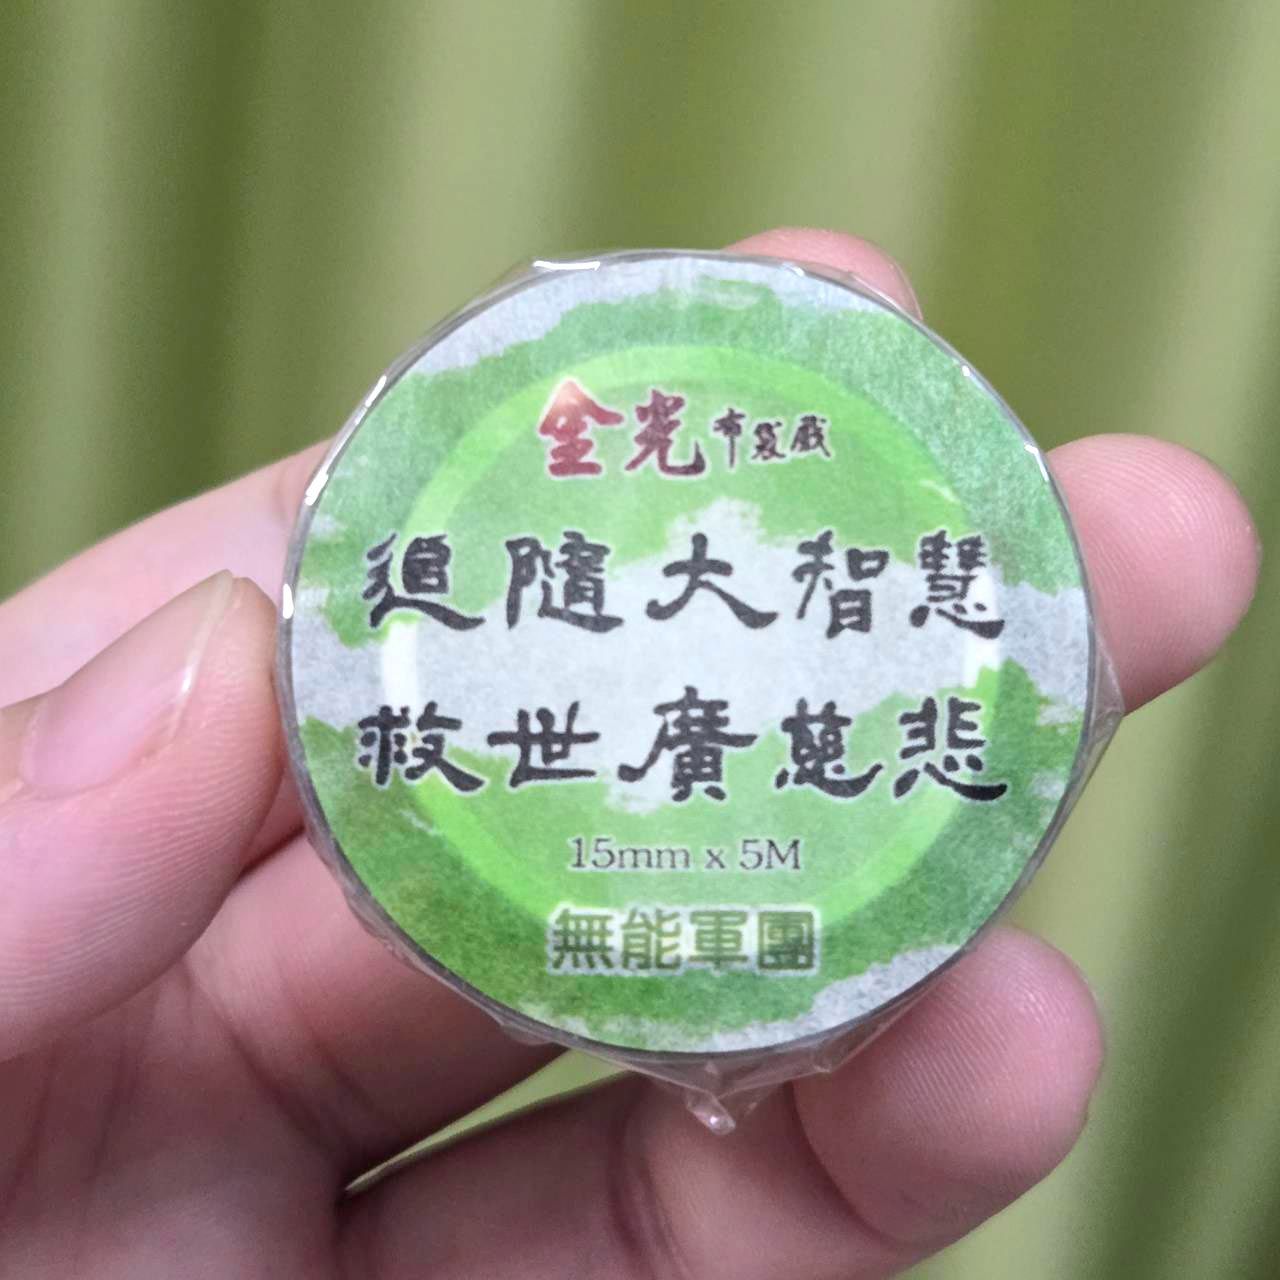 金光布袋戲
追隨大智慧
救世廣慈悲
15mm x 5M
無能軍團